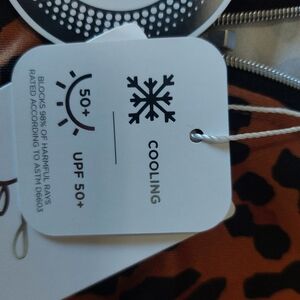 COOLING
50+
UPF 50+
BLOCKS 98% OF HARMFUL RAYS
RATED ACCORDING TO ASTM D6603